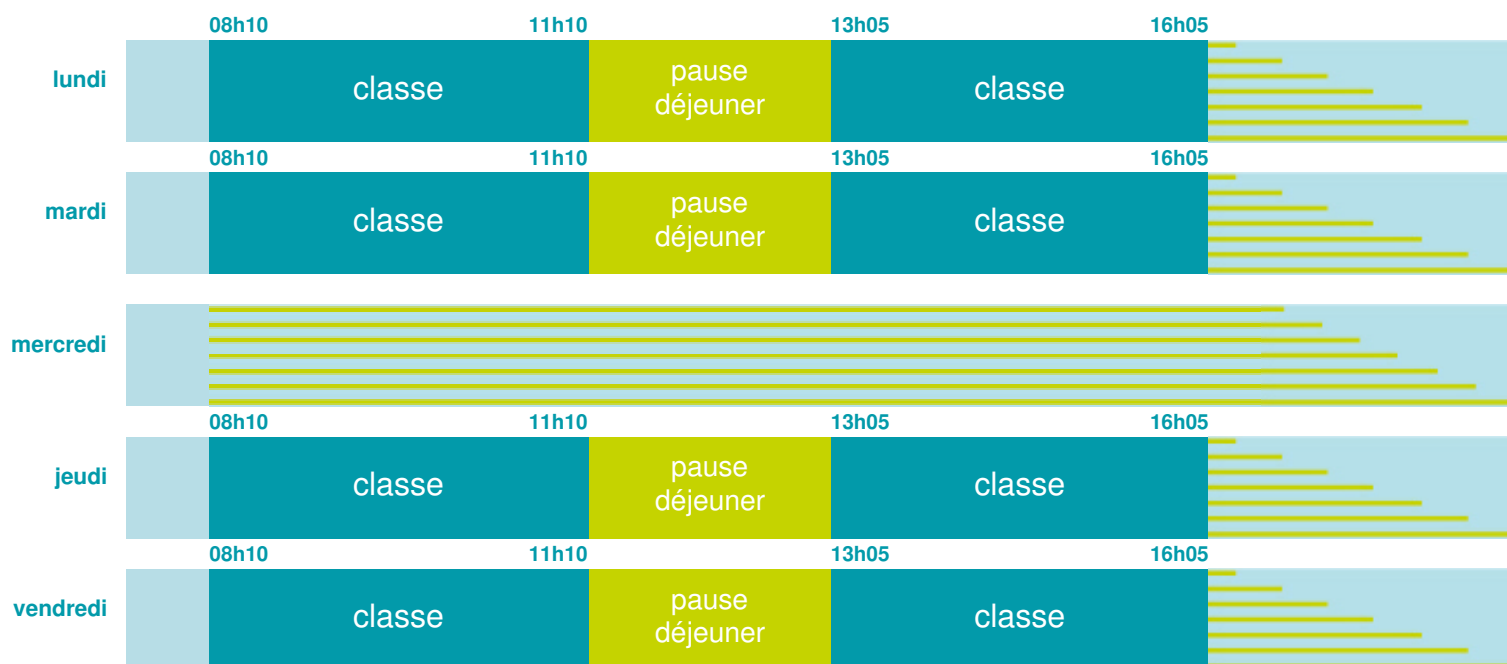 08h10 11h10 13h05 16h05
lundi classe pause déjeuner classe
08h10 11h10 13h05 16h05
mardi classe pause déjeuner classe
mercredi
08h10 11h10 13h05 16h05
jeudi classe pause déjeuner classe
08h10 11h10 13h05 16h05
vendredi classe pause déjeuner classe